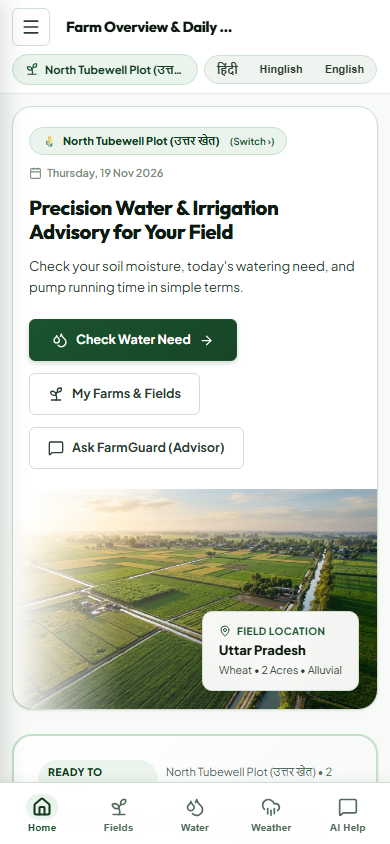 Farm Overview & Daily ...
North Tubewell Plot (उत्त...
हिंदी Hinglish English
North Tubewell Plot (उत्तर खेत) (Switch ›)
Thursday, 19 Nov 2026
Precision Water & Irrigation
Advisory for Your Field
Check your soil moisture, today's watering need, and
pump running time in simple terms.
Check Water Need →
My Farms & Fields
Ask FarmGuard (Advisor)
FIELD LOCATION
Uttar Pradesh
Wheat • 2 Acres • Alluvial
READY TO
North Tubewell Plot (उत्तर खेत) • 2
Home Fields Water Weather AI Help